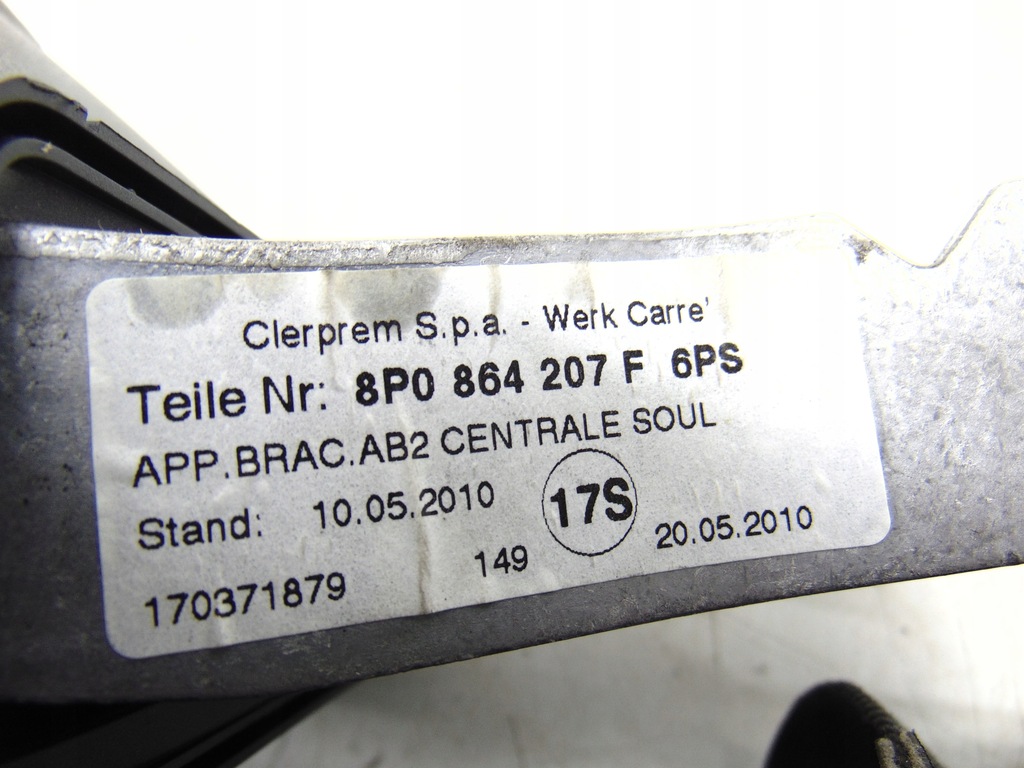 Clerprem S.p.a. - Werk Carre'
Teile Nr: 8P0 864 207 F 6PS
APP.BRAC.AB2 CENTRALE SOUL
Stand: 10.05.2010 17S 20.05.2010
170371879 149